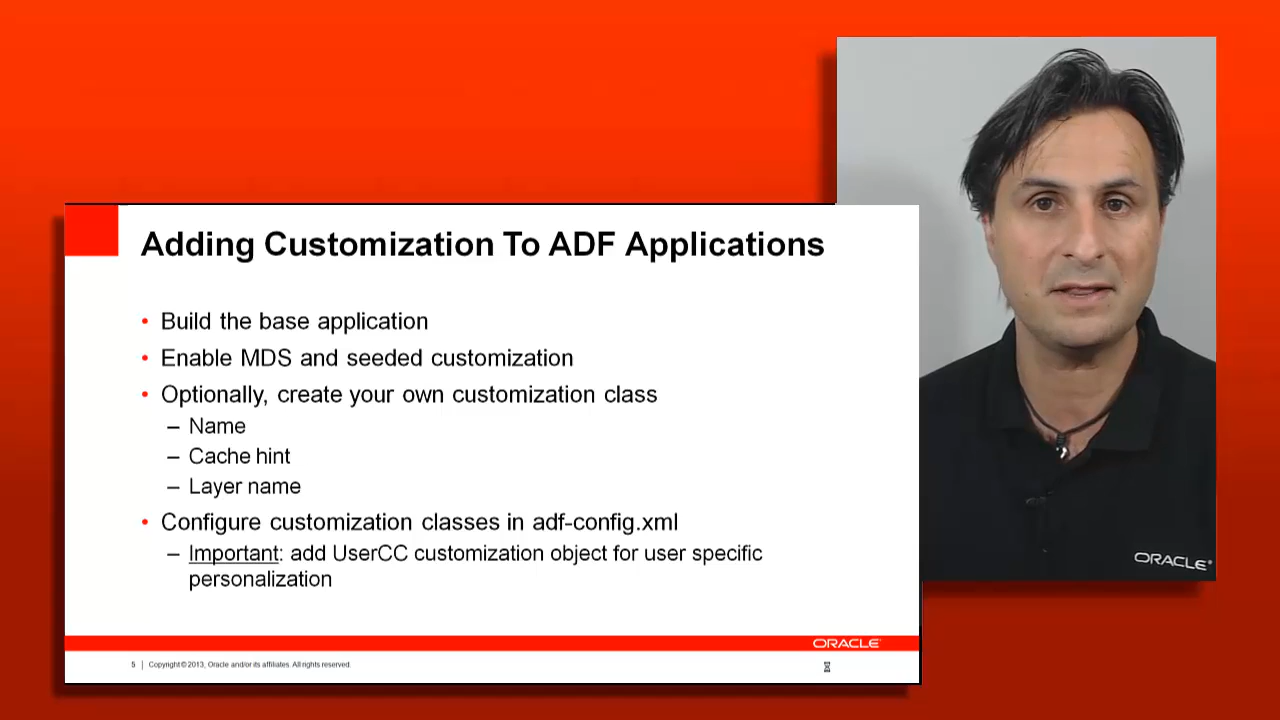 Adding Customization To ADF Applications
• Build the base application
• Enable MDS and seeded customization
• Optionally, create your own customization class
– Name
– Cache hint
– Layer name
• Configure customization classes in adf-config.xml
– Important: add UserCC customization object for user specific
personalization
ORACLE
5 | Copyright © 2013, Oracle and/or its affiliates. All rights reserved.
ORACLE®